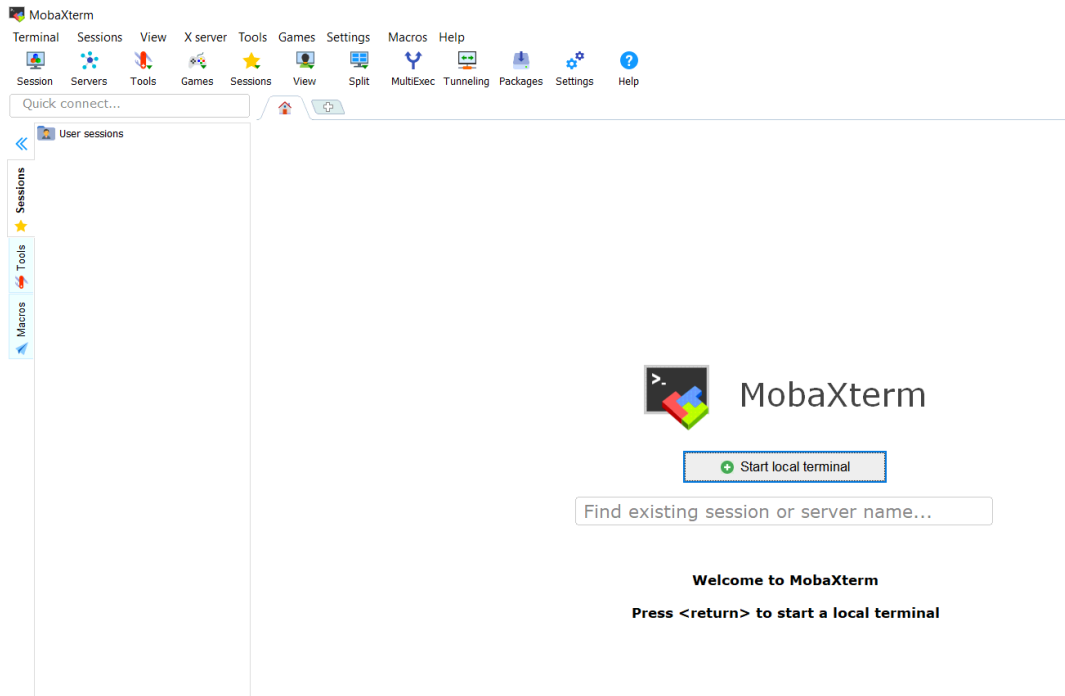 MobaXterm
Terminal Sessions View X server Tools Games Settings Macros Help
Session Servers Tools Games Sessions View Split MultiExec Tunneling Packages Settings Help
Quick connect...
User sessions
Sessions
Tools
Macros
>_
MobaXterm
Start local terminal
Find existing session or server name...
Welcome to MobaXterm
Press <return> to start a local terminal